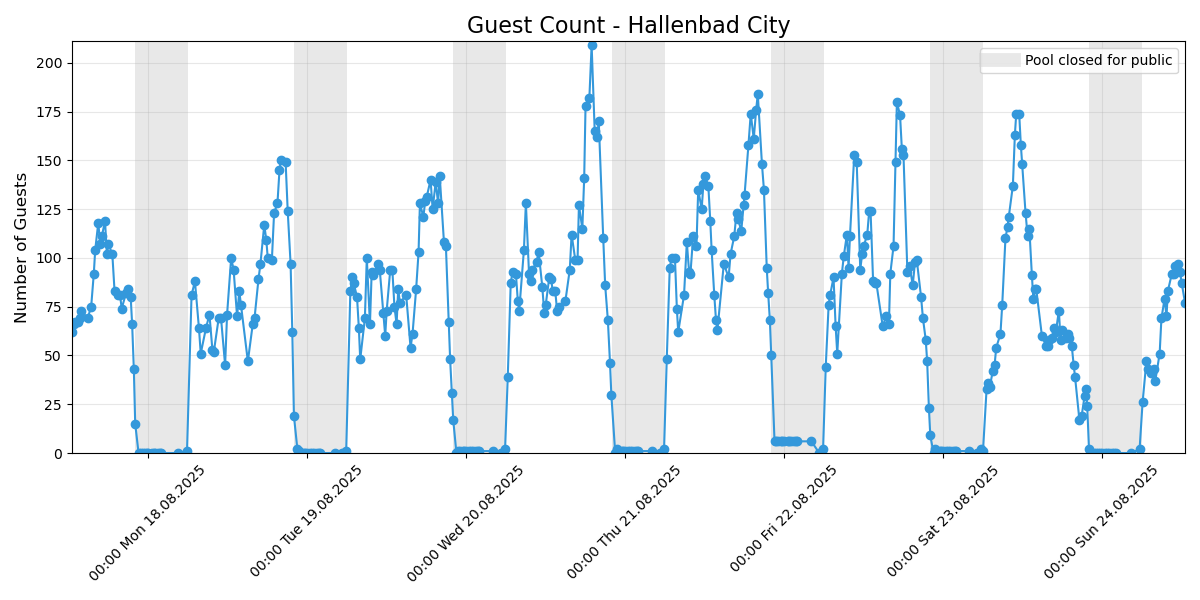 Guest Count - Hallenbad City
Pool closed for public
Number of Guests
200
175
150
125
100
75
50
25
0
00:00 Mon 18.08.2025
00:00 Tue 19.08.2025
00:00 Wed 20.08.2025
00:00 Thu 21.08.2025
00:00 Fri 22.08.2025
00:00 Sat 23.08.2025
00:00 Sun 24.08.2025